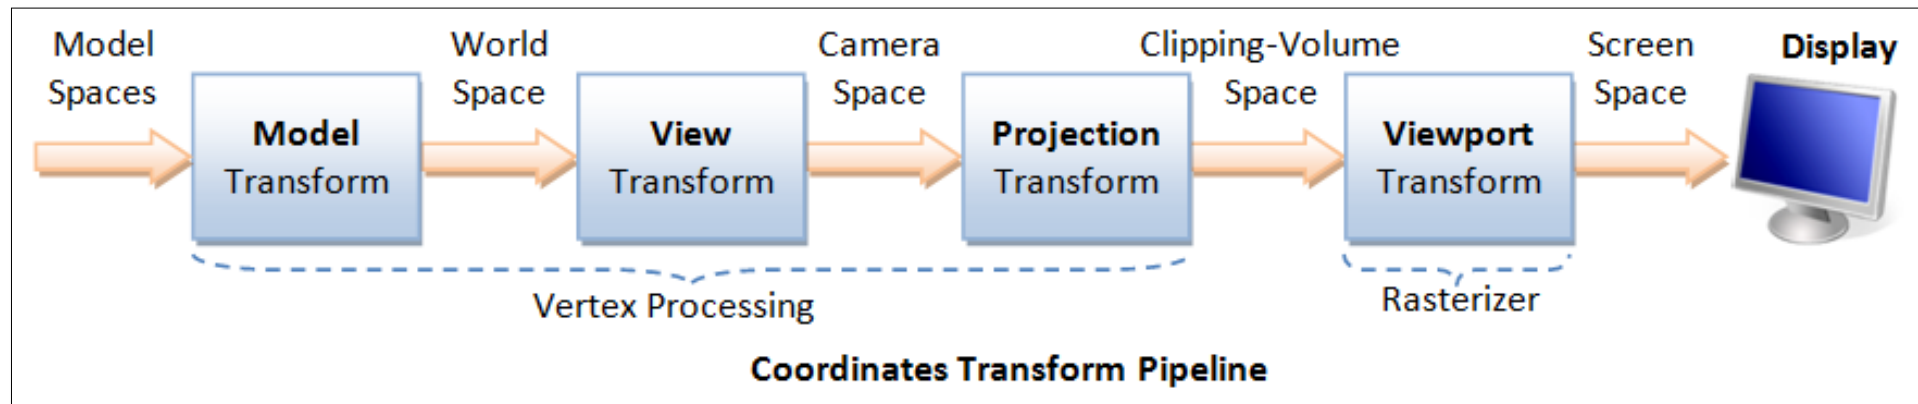 Model
Spaces
World
Space
Camera
Space
Clipping-Volume
Space
Screen
Space
Display
Model
Transform
View
Transform
Projection
Transform
Viewport
Transform
Vertex Processing
Rasterizer
Coordinates Transform Pipeline